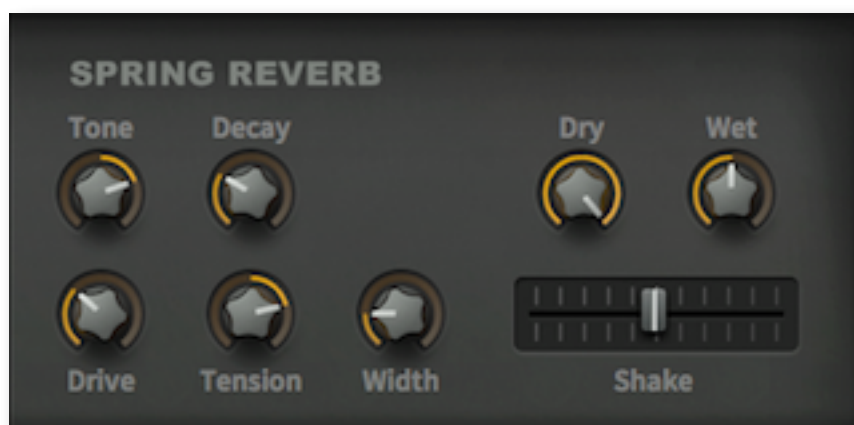 SPRING REVERB
Tone Decay Dry Wet
Drive Tension Width Shake